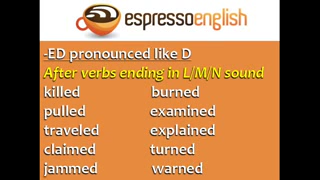 espressoenglish
-ED pronounced like D
After verbs ending in L/M/N sound
killed burned
pulled examined
traveled explained
claimed turned
jammed warned